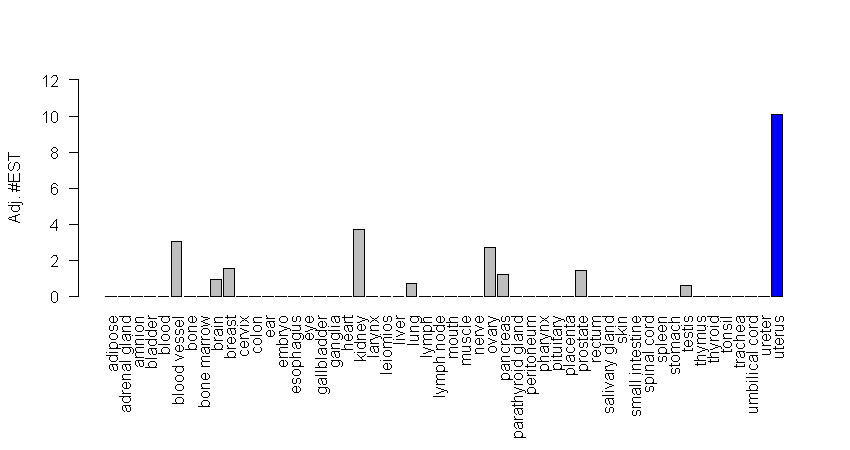 Adj. #EST
12
10
8
6
4
2
0
adipose
adrenal gland
amnion
bladder
blood
blood vessel
bone
bone marrow
brain
breast
cervix
colon
ear
embryo
esophagus
eye
gallbladder
ganglia
heart
kidney
larynx
leiomios
liver
lung
lymph
lymph node
mouth
muscle
nerve
ovary
pancreas
parathyroid gland
peritoneum
pharynx
pituitary
placenta
prostate
rectum
salivary gland
skin
small intestine
spinal cord
spleen
stomach
testis
thymus
thyroid
tonsil
trachea
umbilical cord
ureter
uterus